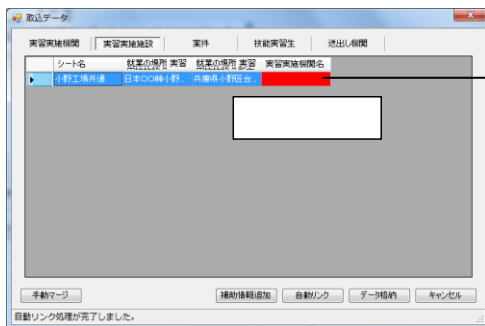 取込データ
実習実施機関 実習実施施設 案件 技能実習生 送出し機関
シート名 就業の場所 実習 就業の場所 実習 実習実施機関名
小野工場共通 日本〇〇㈱小野.. 兵庫県小野匠台..
手動マージ 補助情報追加 自動リンク データ格納 キャンセル
自動リンク処理が完了しました。